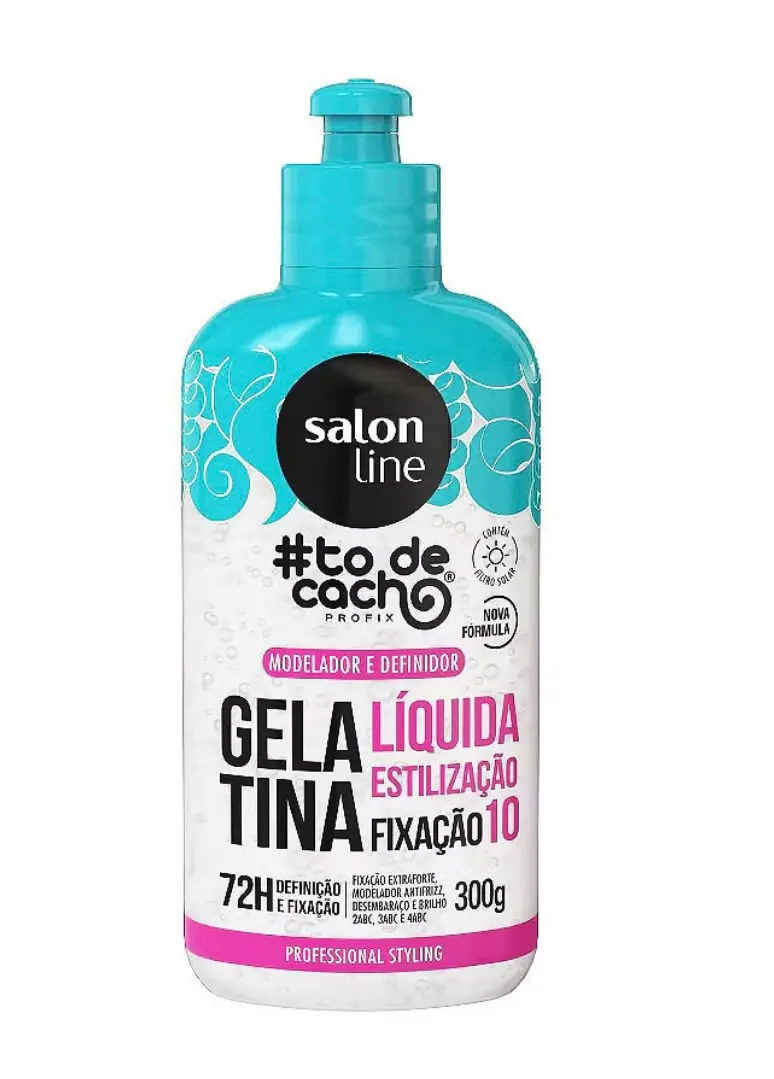 salon
line
#to de
cacho®
PROFIX
CONTÉM
FILTRO SOLAR
NOVA
FÓRMULA
MODELADOR E DEFINIDOR
GELA
TINA
LÍQUIDA
ESTILIZAÇÃO
FIXAÇÃO 10
72H DEFINIÇÃO
E FIXAÇÃO
FIXAÇÃO EXTRAFORTE,
MODELADOR ANTIFRIZZ,
DESEMBARAÇO E BRILHO
2ABC, 3ABC E 4ABC
300g
PROFESSIONAL STYLING